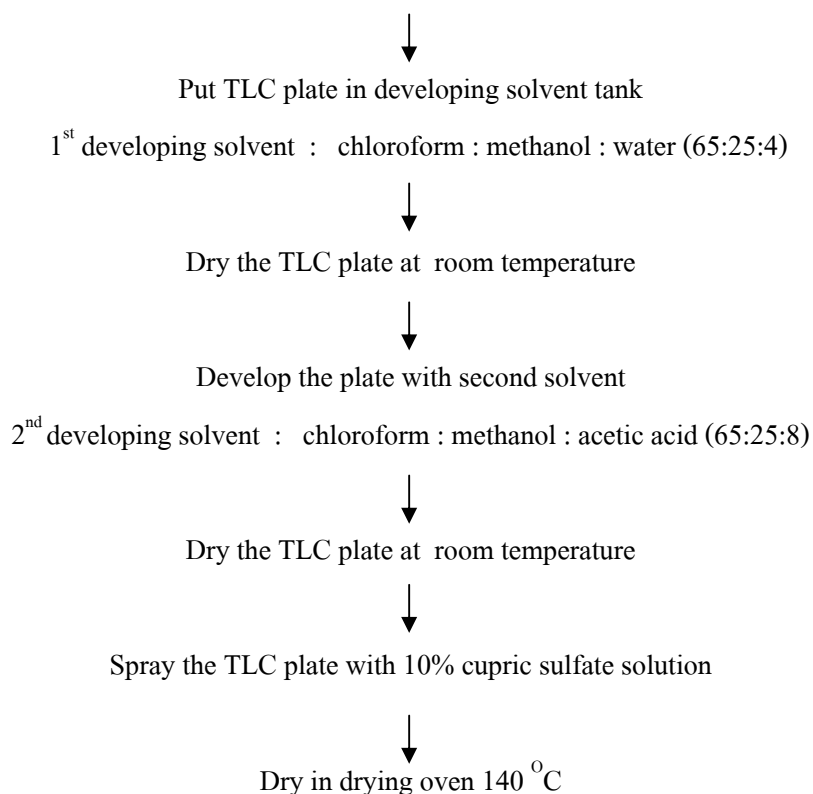 Put TLC plate in developing solvent tank
1st developing solvent : chloroform : methanol : water (65:25:4)
Dry the TLC plate at room temperature
Develop the plate with second solvent
2nd developing solvent : chloroform : methanol : acetic acid (65:25:8)
Dry the TLC plate at room temperature
Spray the TLC plate with 10% cupric sulfate solution
Dry in drying oven 140 °C